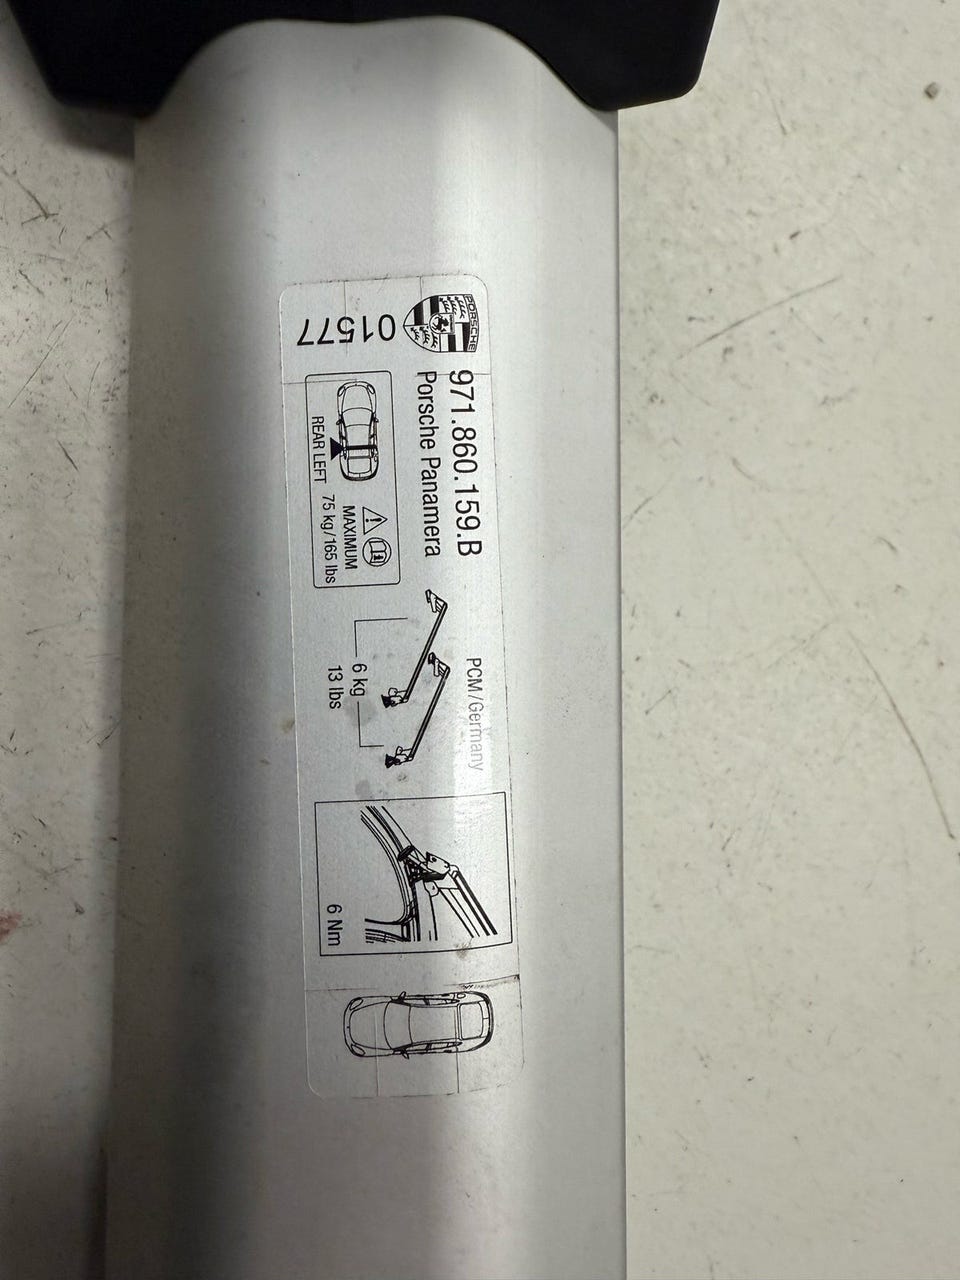 PORSCHE
01577
971.860.159.B
Porsche Panamera
REAR LEFT
MAXIMUM
75 kg/165 lbs
PCM/Germany
6 kg
13 lbs
6 Nm